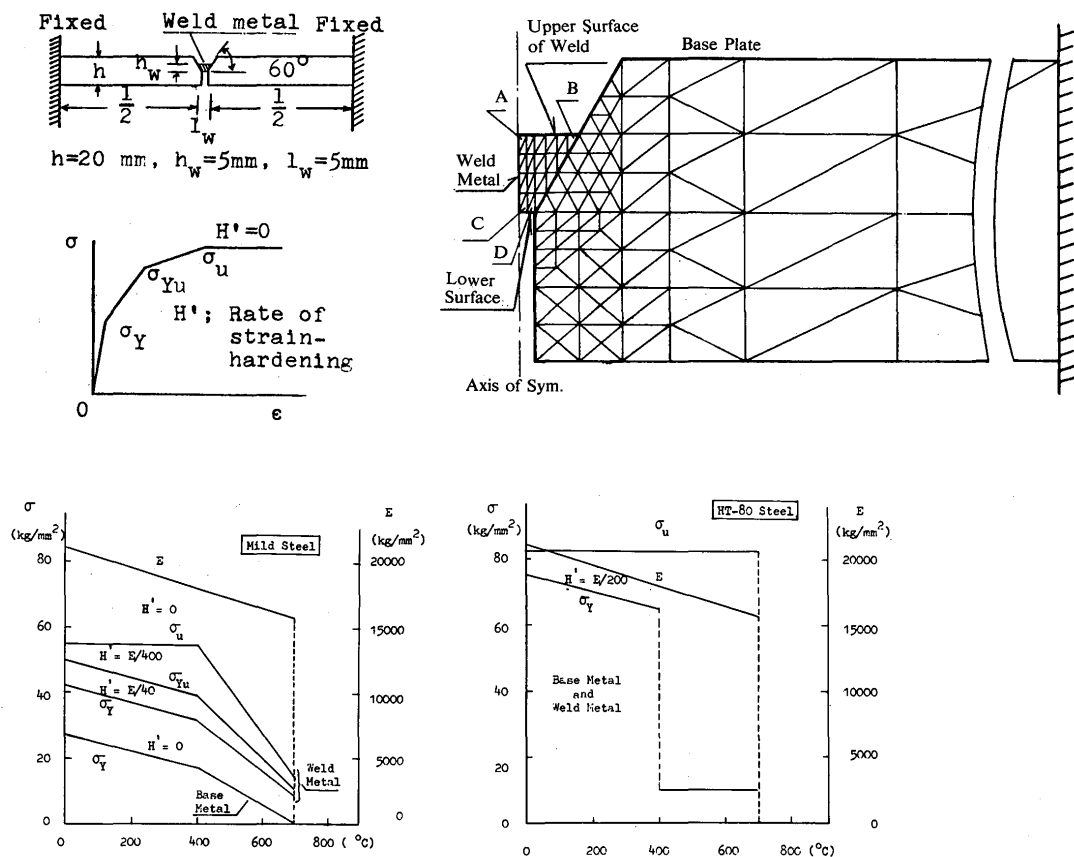 Fixed Weld metal Fixed
h
h_w
60°
l/2 l_w l/2
h=20 mm, h_w=5mm, l_w=5mm
Upper Surface
of Weld
Base Plate
A
B
Weld
Metal
C
D
Lower
Surface
Axis of Sym.
σ
H'=0
σ_u
σ_Yu
σ_Y
H'; Rate of
strain-
hardening
0
ε
σ
(kg/mm²)
E
(kg/mm²)
Mild Steel
80
60
40
20
0
20000
15000
10000
5000
0
E
H' = 0
σ_u
H' = E/400
σ_Yu
H' = E/40
σ_Y
H' = 0
σ_Y
Base
Metal
Weld
Metal
0 200 400 600 800 (°C)
σ
(kg/mm²)
E
(kg/mm²)
HT-80 Steel
80
60
40
20
0
20000
15000
10000
5000
0
σ_u
H' = E/200
E
σ_Y
Base Metal
and
Weld Metal
0 200 400 600 800 (°C)